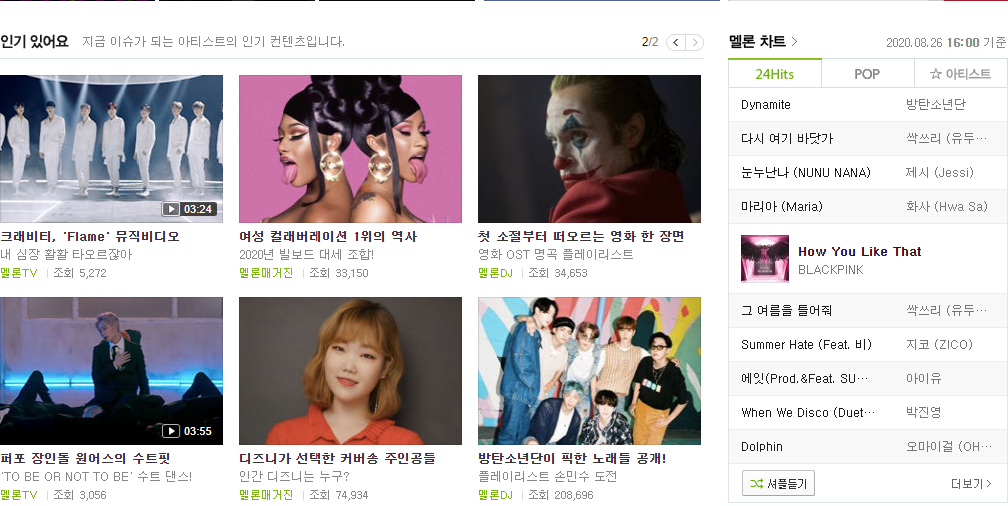 인기 있어요 지금 이슈가 되는 아티스트의 인기 컨텐츠입니다. 2/2
03:24
크래비티, 'Flame' 뮤직비디오
내 심장 활활 타오르잖아
멜론TV 조회 5,272
여성 컬래버레이션 1위의 역사
2020년 빌보드 대세 조합!
멜론매거진 조회 33,150
첫 소절부터 떠오르는 영화 한 장면
영화 OST 명곡 플레이리스트
멜론DJ 조회 34,653
03:55
퍼포 장인돌 원어스의 수트핏
'TO BE OR NOT TO BE' 수트 댄스!
멜론TV 조회 3,056
디즈니가 선택한 커버송 주인공들
인간 디즈니는 누구?
멜론매거진 조회 74,934
방탄소년단이 픽한 노래들 공개!
플레이리스트 손민수 도전
멜론DJ 조회 208,696
멜론 차트 2020.08.26 16:00 기준
24Hits POP ☆ 아티스트
Dynamite 방탄소년단
다시 여기 바닷가 싹쓰리 (유두…
눈누난나 (NUNU NANA) 제시 (Jessi)
마리아 (Maria) 화사 (Hwa Sa)
How You Like That
BLACKPINK
그 여름을 틀어줘 싹쓰리 (유두…
Summer Hate (Feat. 비) 지코 (ZICO)
에잇(Prod.&Feat. SU… 아이유
When We Disco (Duet… 박진영
Dolphin 오마이걸 (OH…
셔플듣기 더보기